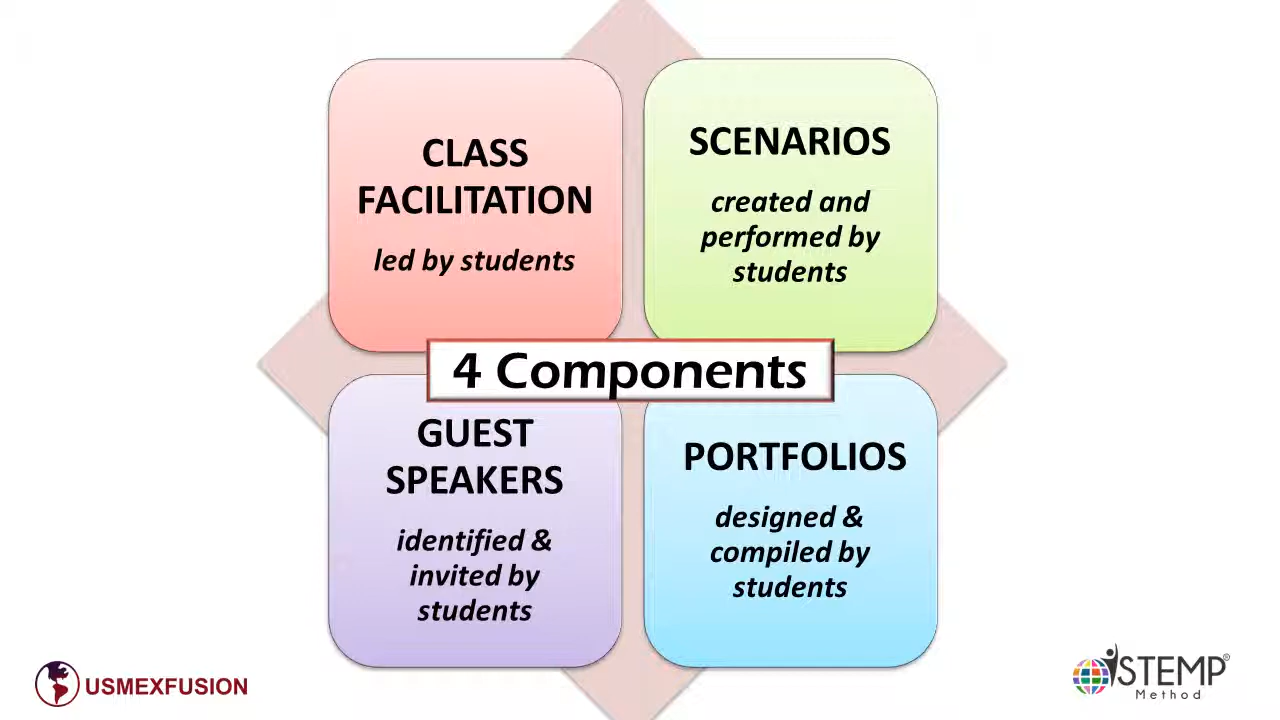 CLASS
FACILITATION
led by students
SCENARIOS
created and
performed by
students
4 Components
GUEST
SPEAKERS
identified &
invited by
students
PORTFOLIOS
designed &
compiled by
students
USMEXFUSION
STEMP®
Method